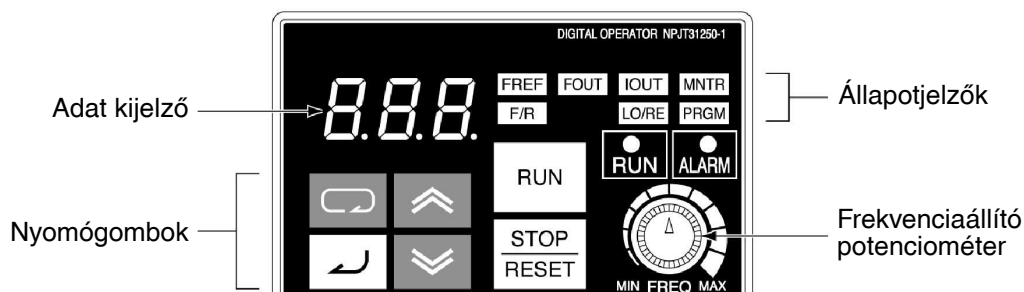 DIGITAL OPERATOR NPJT31250-1
8.8.8.
FREF FOUT IOUT MNTR
F/R LO/RE PRGM
Adat kijelző
Állapotjelzők
RUN ALARM
RUN
Nyomógombok
STOP
RESET
Frekvenciaállító
potenciométer
MIN FREQ MAX